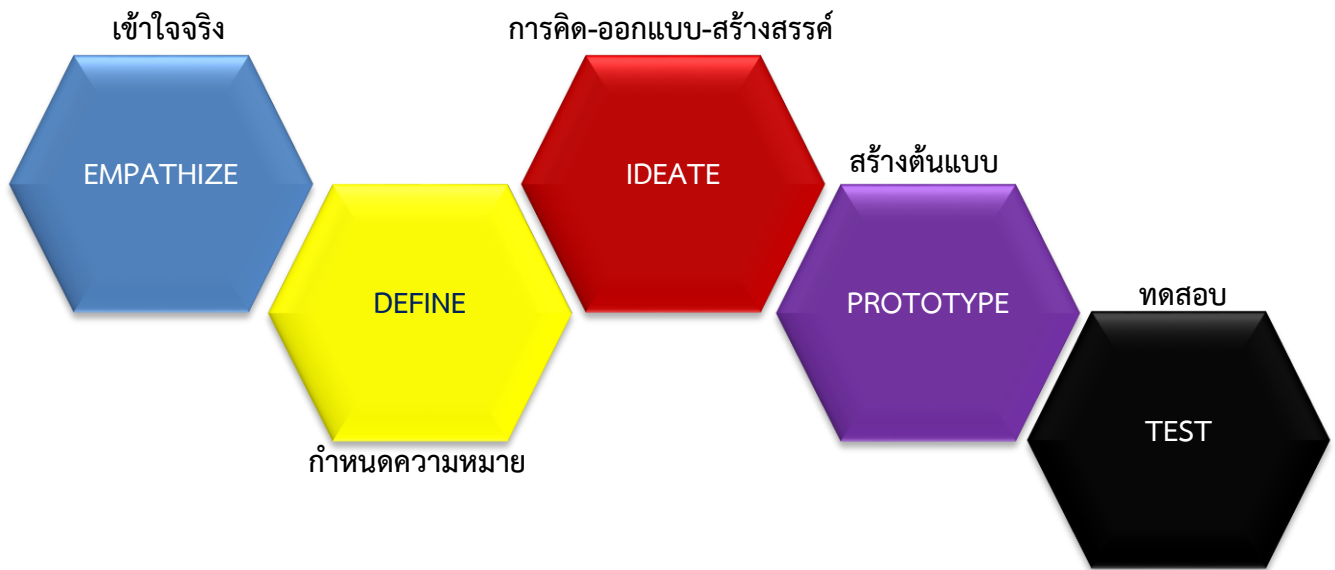 เข้าใจจริง
EMPATHIZE
DEFINE
กำหนดความหมาย
การคิด-ออกแบบ-สร้างสรรค์
IDEATE
สร้างต้นแบบ
PROTOTYPE
ทดสอบ
TEST